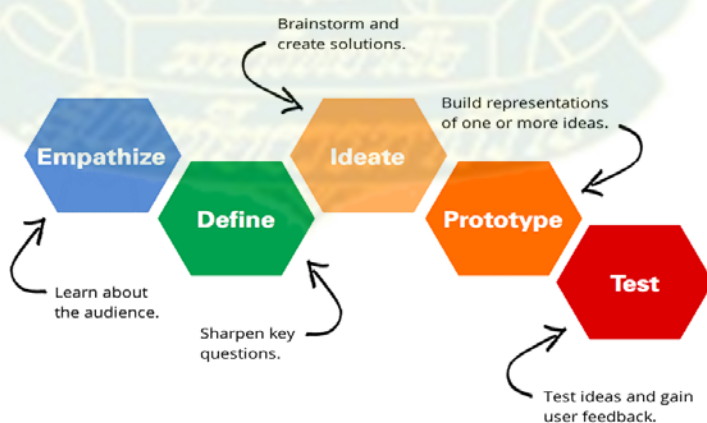 Brainstorm and
create solutions.
Build representations
of one or more ideas.
Empathize
Ideate
Define
Prototype
Test
Learn about
the audience.
Sharpen key
questions.
Test ideas and gain
user feedback.